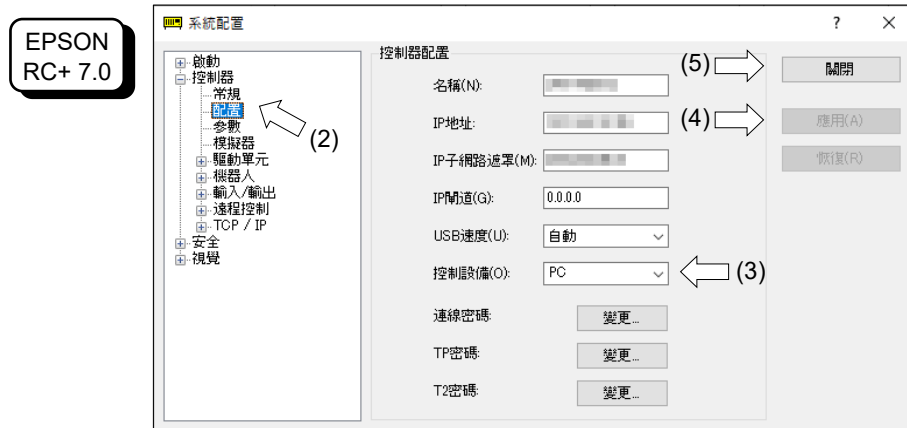 EPSON
RC+ 7.0
系統配置
?
啟動
控制器
常規
配置
參數
模擬器
驅動單元
機器人
輸入/輸出
遠程控制
TCP / IP
安全
視覺
(2)
控制器配置
名稱(N):
IP地址:
IP子網路遮罩(M):
IP閘道(G):
0.0.0.0
USB速度(U):
自動
控制設備(O):
PC
(3)
連線密碼:
變更...
TP密碼:
變更...
T2密碼:
變更...
(5)
關閉
(4)
應用(A)
恢復(R)